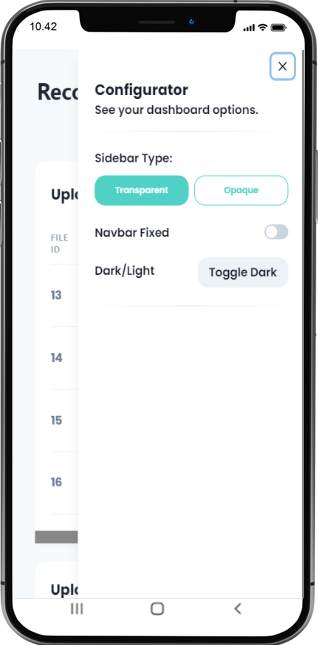 10.42
Reco
Configurator
See your dashboard options.
Sidebar Type:
Transparent
Opaque
Uplo
FILE
ID
Navbar Fixed
Dark/Light
Toggle Dark
13
14
15
16
Uplo